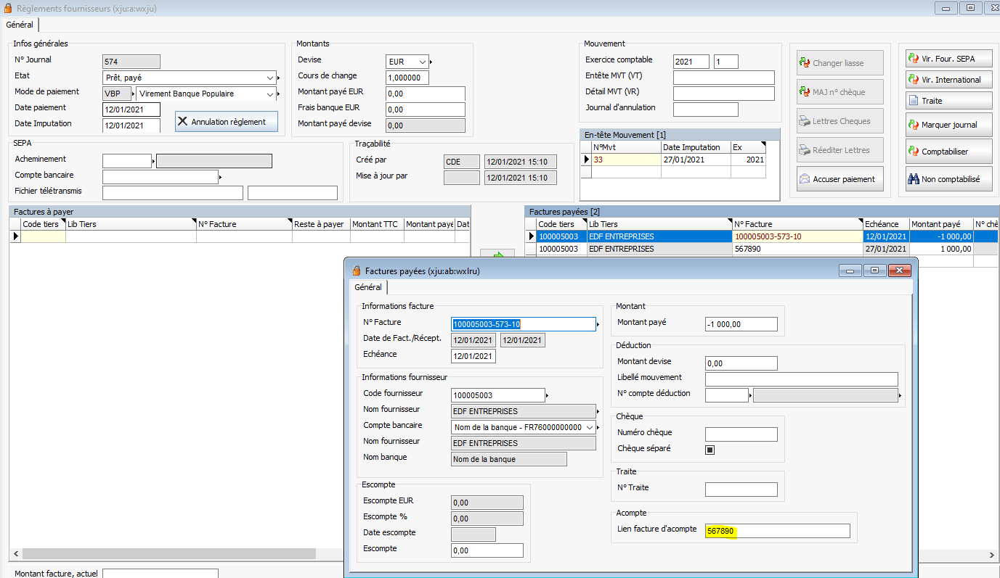 Règlements fournisseurs (xju:a:wxju)
Général
Infos générales
N° Journal 574
Etat Prêt, payé
Mode de paiement VBP Virement Banque Populaire
Date paiement 12/01/2021
Date Imputation 12/01/2021
Annulation règlement
Montants
Devise EUR
Cours de change 1,000000
Montant payé EUR 0,00
Frais banque EUR 0,00
Montant payé devise 0,00
Mouvement
Exercice comptable 2021 1
Entête MVT (VT)
Détail MVT (VR)
Journal d'annulation
Changer liasse
MAJ n° chèque
Lettres Cheques
Rééditer Lettres
Accuser paiement
Vir. Four. SEPA
Vir. International
Traite
Marquer journal
Comptabiliser
Non comptabilisé
SEPA
Acheminement
Compte bancaire
Fichier télétransmis
Traçabilité
Créé par CDE 12/01/2021 15:10
Mise à jour par 12/01/2021 15:10
En-tête Mouvement [1]
N°Mvt Date Imputation Ex
33 27/01/2021 2021
Factures à payer
Code tiers Lib Tiers N° Facture Reste à payer Montant TTC Montant payé Dat
Factures payées [2]
Code tiers Lib Tiers N° Facture Echéance Montant payé N° chè
100005003 EDF ENTREPRISES 100005003-573-10 12/01/2021 -1 000,00
100005003 EDF ENTREPRISES 567890 27/01/2021 1 000,00
Factures payées (xju:ab:wxlru)
Général
Informations facture
N° Facture 100005003-573-10
Date de Fact./Récept. 12/01/2021 12/01/2021
Echéance 12/01/2021
Informations fournisseur
Code fournisseur 100005003
Nom fournisseur EDF ENTREPRISES
Compte bancaire Nom de la banque - FR76000000000
Nom fournisseur EDF ENTREPRISES
Nom banque Nom de la banque
Escompte
Escompte EUR 0,00
Escompte % 0,00
Date escompte
Escompte 0,00
Montant
Montant payé -1 000,00
Déduction
Montant devise 0,00
Libellé mouvement
N° compte déduction
Chèque
Numéro chèque
Chèque séparé
Traite
N° Traite
Acompte
Lien facture d'acompte 567890
Montant facture, actuel